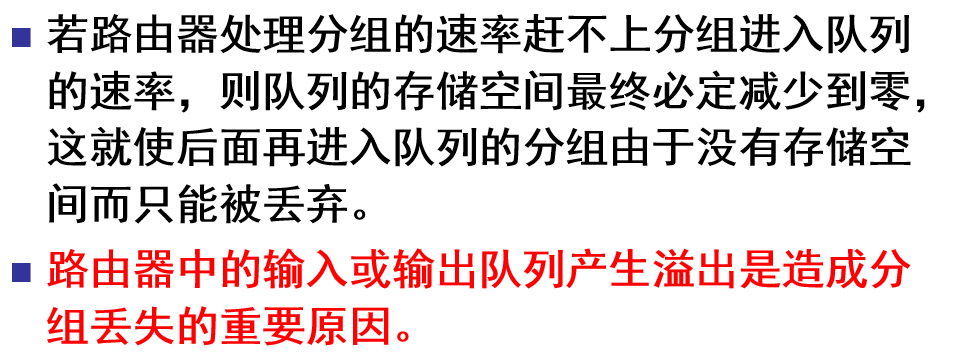 若路由器处理分组的速率赶不上分组进入队列
的速率，则队列的存储空间最终必定减少到零，
这就使后面再进入队列的分组由于没有存储空
间而只能被丢弃。
路由器中的输入或输出队列产生溢出是造成分
组丢失的重要原因。